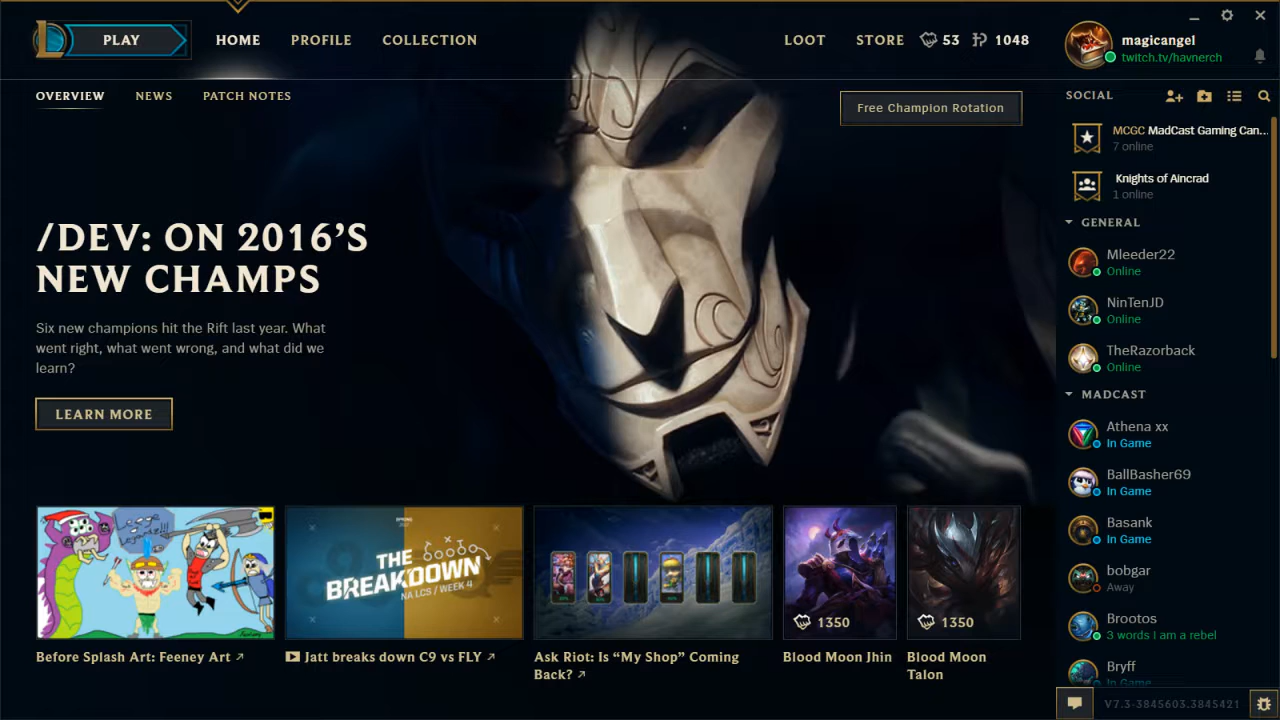 PLAY
HOME
PROFILE
COLLECTION
LOOT
STORE
53
1048
magicangel
twitch.tv/havnerch
OVERVIEW
NEWS
PATCH NOTES
Free Champion Rotation
/DEV: ON 2016'S
NEW CHAMPS
Six new champions hit the Rift last year. What
went right, what went wrong, and what did we
learn?
LEARN MORE
THE
BREAKDOWN
NA LCS / WEEK 4
1350
1350
Before Splash Art: Feeney Art
Jatt breaks down C9 vs FLY
Ask Riot: Is “My Shop” Coming
Back?
Blood Moon Jhin
Blood Moon
Talon
SOCIAL
MCGC MadCast Gaming Can...
7 online
Knights of Aincrad
1 online
GENERAL
Mleeder22
Online
NinTenJD
Online
TheRazorback
Online
MADCAST
Athena xx
In Game
BallBasher69
In Game
Basank
In Game
bobgar
Away
Brootos
3 words I am a rebel
Bryff
In Game
V7.3-3845603.3845421